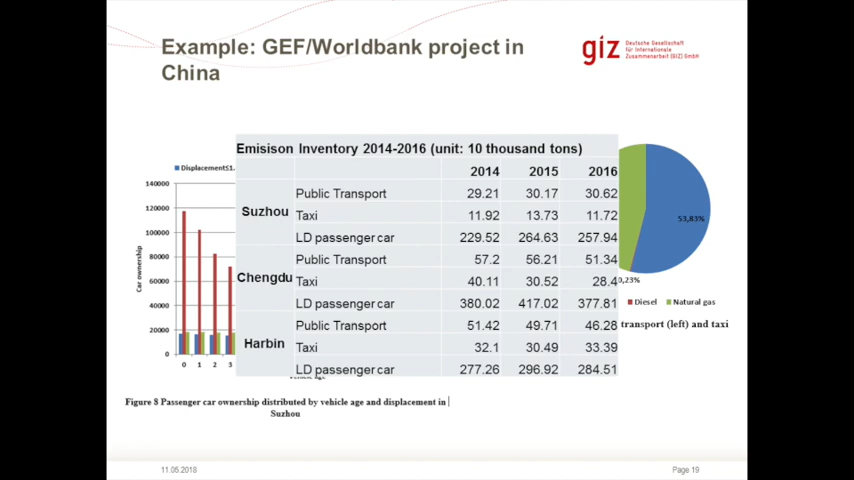 Example: GEF/Worldbank project in
China
giz
Deutsche Gesellschaft
für Internationale
Zusammenarbeit (GIZ) GmbH
Emisison Inventory 2014-2016 (unit: 10 thousand tons)
2014 2015 2016
Suzhou
Public Transport 29.21 30.17 30.62
Taxi 11.92 13.73 11.72
LD passenger car 229.52 264.63 257.94
Chengdu
Public Transport 57.2 56.21 51.34
Taxi 40.11 30.52 28.4
LD passenger car 380.02 417.02 377.81
Harbin
Public Transport 51.42 49.71 46.28
Taxi 32.1 30.49 33.39
LD passenger car 277.26 296.92 284.51
Displacement≤1.
140000
120000
100000
80000
60000
40000
20000
0
Car ownership
0 1 2 3
53,83%
0,23%
Diesel Natural gas
transport (left) and taxi
Figure 8 Passenger car ownership distributed by vehicle age and displacement in
Suzhou
11.05.2018
Page 19